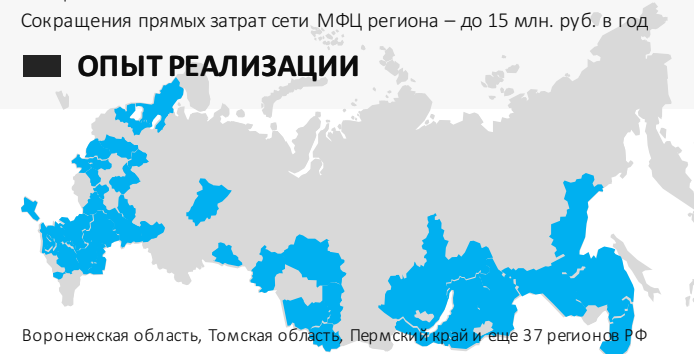 Сокращения прямых затрат сети МФЦ региона – до 15 млн. руб. в год
ОПЫТ РЕАЛИЗАЦИИ
Воронежская область, Томская область, Пермский край и еще 37 регионов РФ